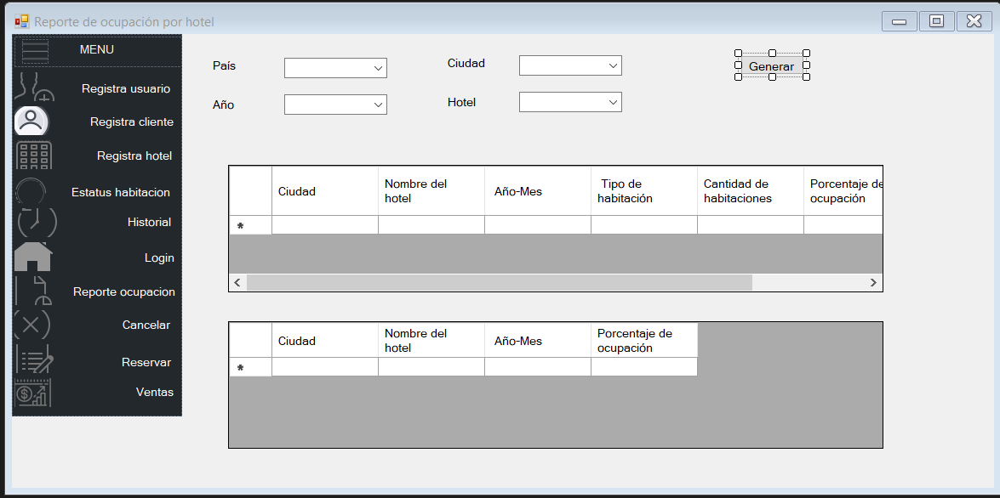 Reporte de ocupación por hotel
MENU
Registra usuario
Registra cliente
Registra hotel
Estatus habitacion
Historial
Login
Reporte ocupacion
Cancelar
Reservar
Ventas
País
Ciudad
Generar
Año
Hotel
Ciudad
Nombre del
hotel
Año-Mes
Tipo de
habitación
Cantidad de
habitaciones
Porcentaje de
ocupación
*
Ciudad
Nombre del
hotel
Año-Mes
Porcentaje de
ocupación
*